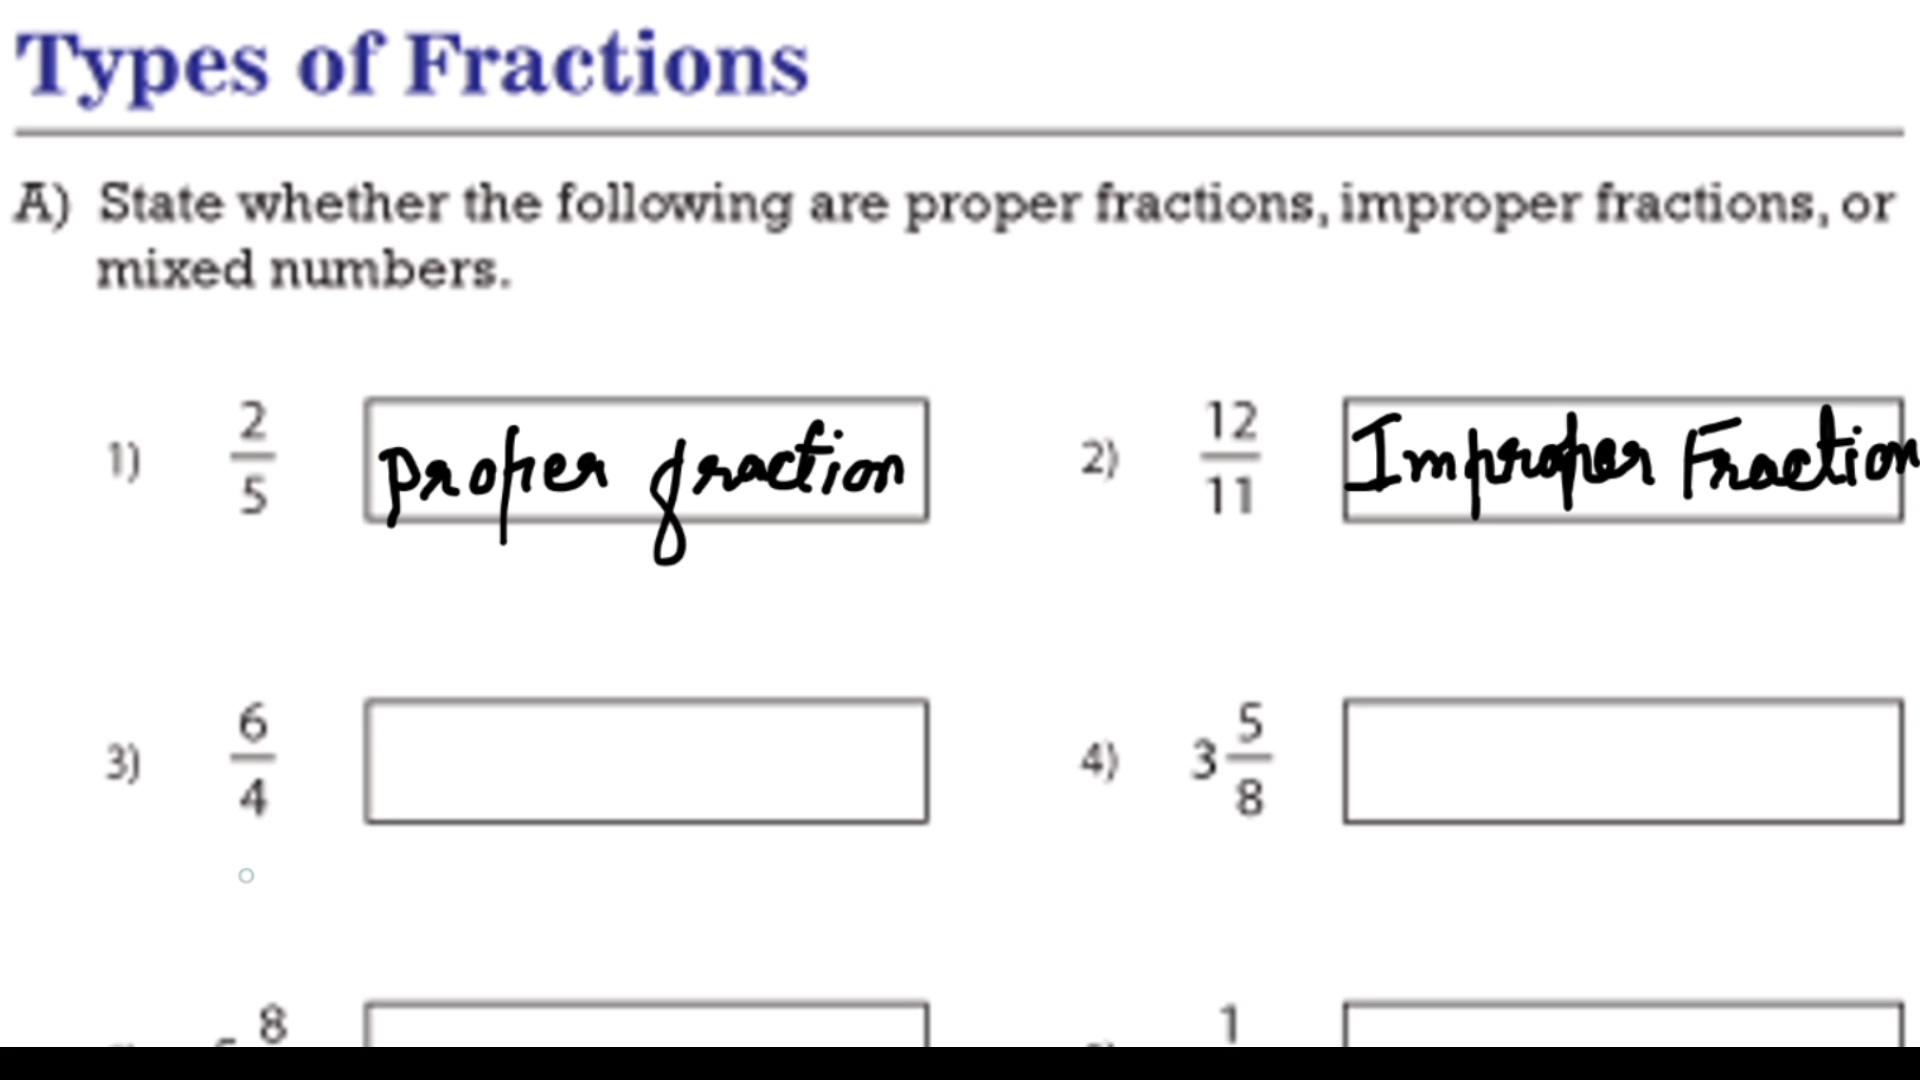 Types of Fractions
A) State whether the following are proper fractions, improper fractions, or
mixed numbers.
1) 2/5 proper fraction
2) 12/11 Improper Fraction
3) 6/4
4) 3 5/8
8
1